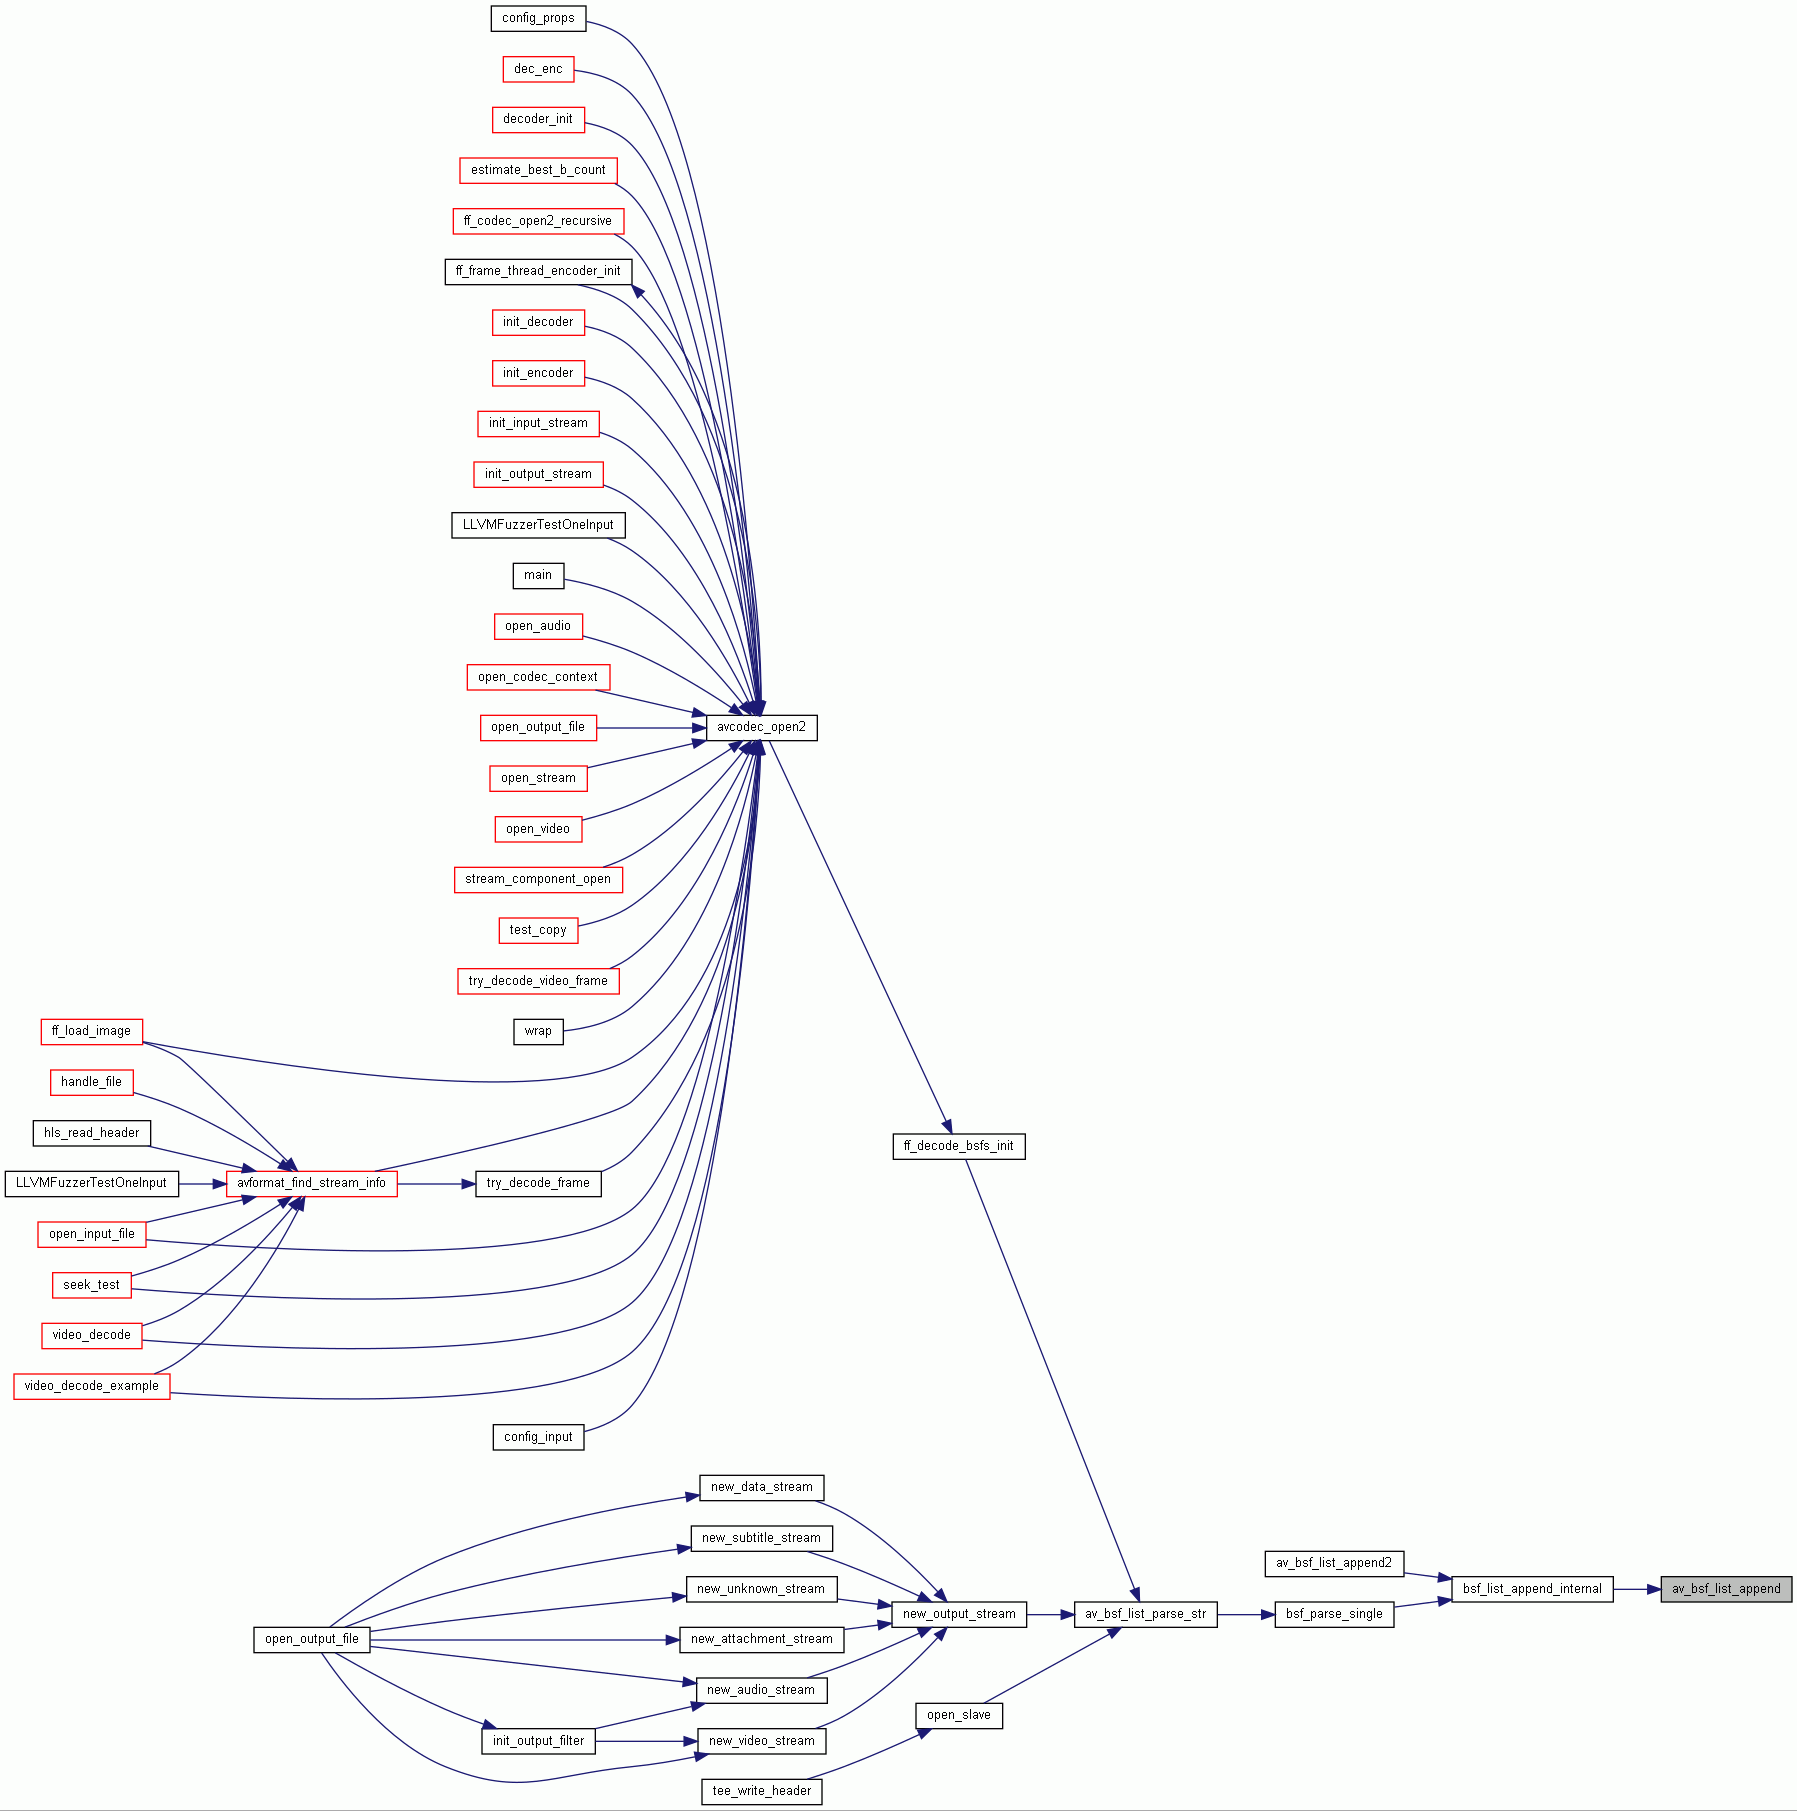 config_props
dec_enc
decoder_init
estimate_best_b_count
ff_codec_open2_recursive
ff_frame_thread_encoder_init
init_decoder
init_encoder
init_input_stream
init_output_stream
LLVMFuzzerTestOneInput
main
open_audio
open_codec_context
open_output_file
avcodec_open2
open_stream
open_video
stream_component_open
test_copy
try_decode_video_frame
ff_load_image
wrap
handle_file
hls_read_header
ff_decode_bsfs_init
LLVMFuzzerTestOneInput
avformat_find_stream_info
try_decode_frame
open_input_file
seek_test
video_decode
video_decode_example
config_input
new_data_stream
new_subtitle_stream
av_bsf_list_append2
new_unknown_stream
bsf_list_append_internal
av_bsf_list_append
new_output_stream
av_bsf_list_parse_str
bsf_parse_single
open_output_file
new_attachment_stream
new_audio_stream
open_slave
init_output_filter
new_video_stream
tee_write_header